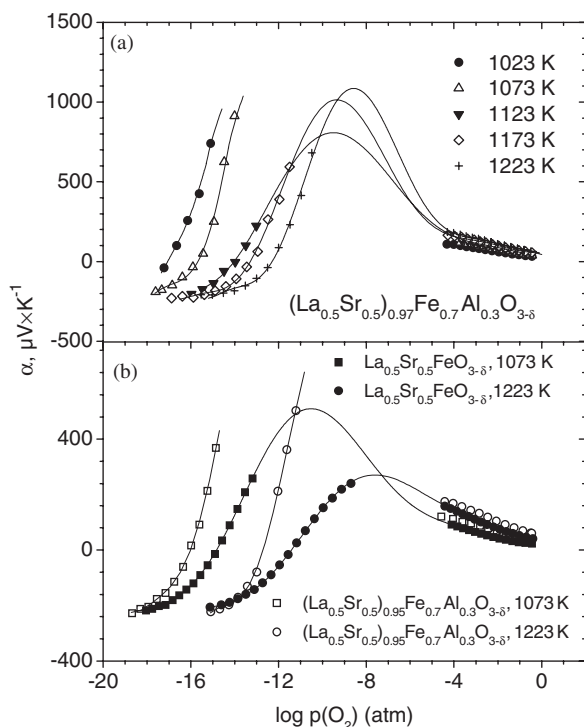 1500
(a)
1023 K
1073 K
1000
1123 K
1173 K
1223 K
500
0
(La0.5Sr0.5)0.97Fe0.7Al0.3O3-δ
-500
α, μV×K⁻¹
(b)
La0.5Sr0.5FeO3-δ, 1073 K
La0.5Sr0.5FeO3-δ, 1223 K
400
0
(La0.5Sr0.5)0.95Fe0.7Al0.3O3-δ, 1073 K
(La0.5Sr0.5)0.95Fe0.7Al0.3O3-δ, 1223 K
-400
-20 -16 -12 -8 -4 0
log p(O2) (atm)